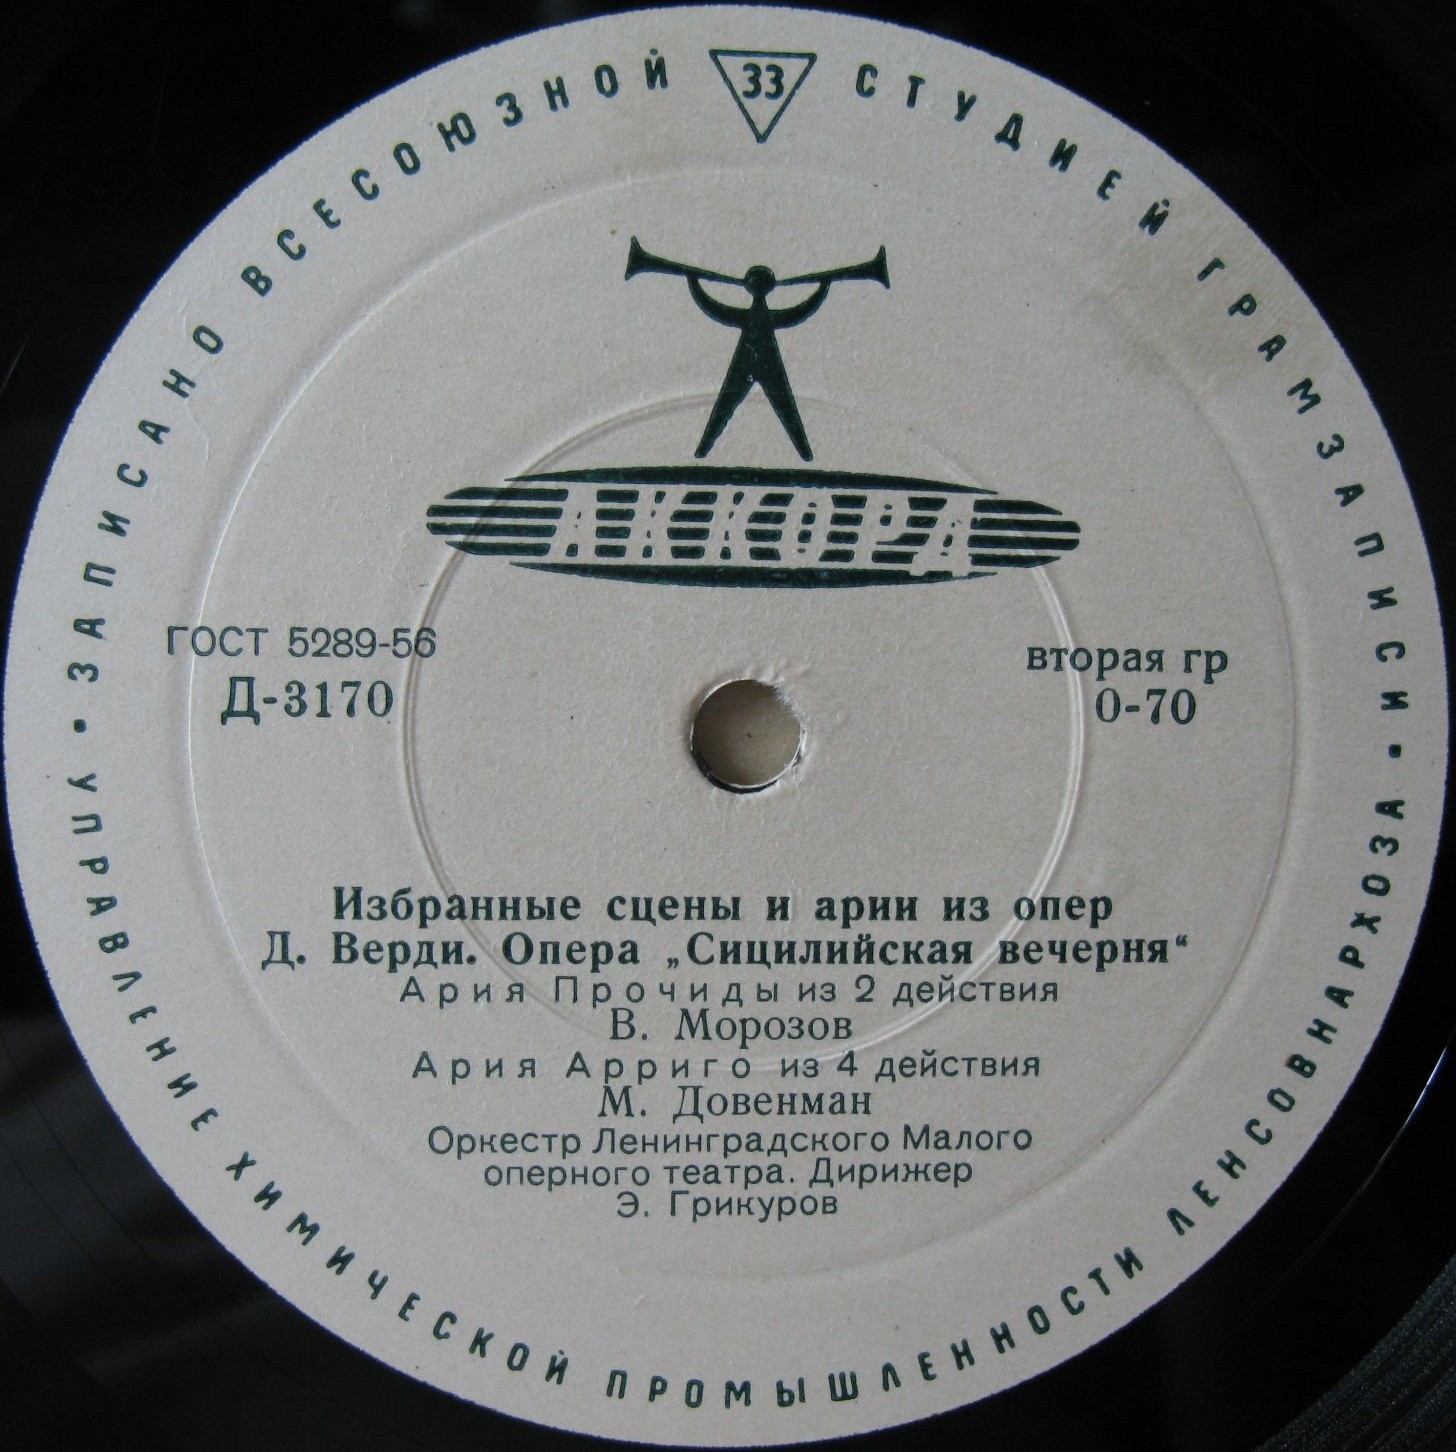 ЗАПИСАНО ВСЕСОЮЗНОЙ СТУДИЕЙ ГРАМЗАПИСИ
33
АККОРД
ГОСТ 5289-56
Д-3170
вторая гр
0-70
Избранные сцены и арии из опер
Д. Верди. Опера „Сицилийская вечерня“
Ария Прочиды из 2 действия
В. Морозов
Ария Арриго из 4 действия
М. Довенман
Оркестр Ленинградского Малого
оперного театра. Дирижер
Э. Грикуров
УПРАВЛЕНИЕ ХИМИЧЕСКОЙ ПРОМЫШЛЕННОСТИ ЛЕНСОВНАРХОЗА